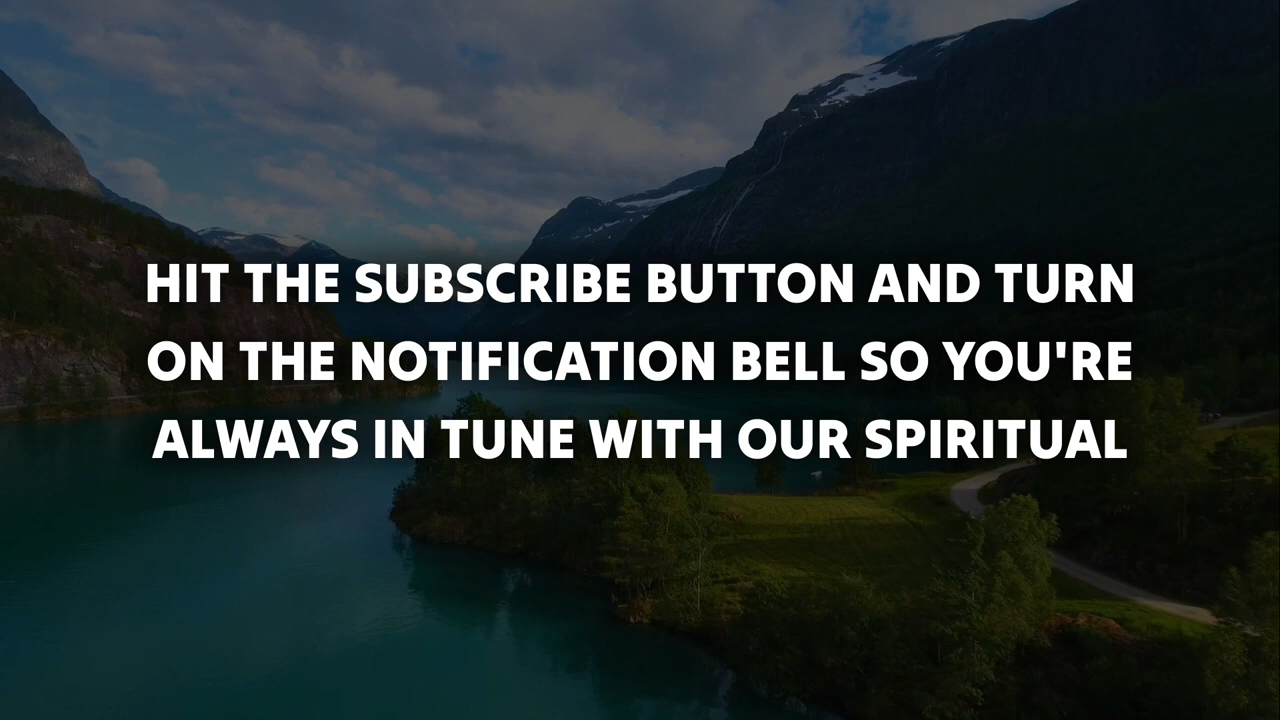 HIT THE SUBSCRIBE BUTTON AND TURN
ON THE NOTIFICATION BELL SO YOU'RE
ALWAYS IN TUNE WITH OUR SPIRITUAL